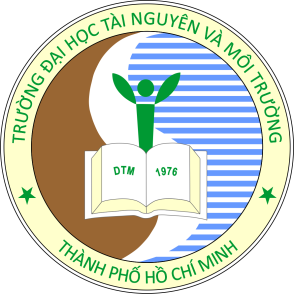 TRƯỜNG ĐẠI HỌC TÀI NGUYÊN VÀ MÔI TRƯỜNG
DTM 1976
THÀNH PHỐ HỒ CHÍ MINH